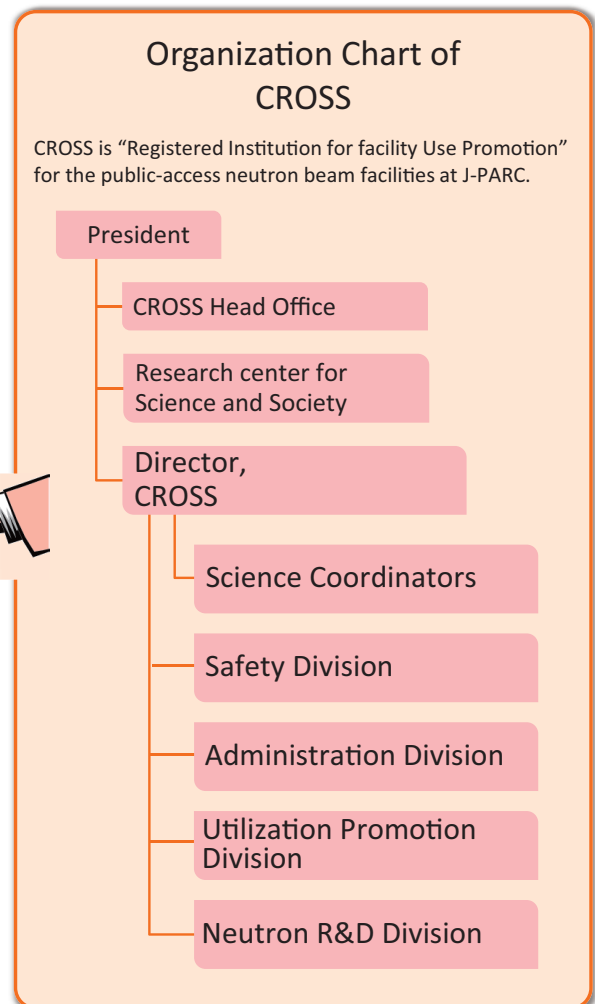 Organization Chart of
CROSS
CROSS is “Registered Institution for facility Use Promotion”
for the public-access neutron beam facilities at J-PARC.
President
CROSS Head Office
Research center for
Science and Society
Director,
CROSS
Science Coordinators
Safety Division
Administration Division
Utilization Promotion
Division
Neutron R&D Division